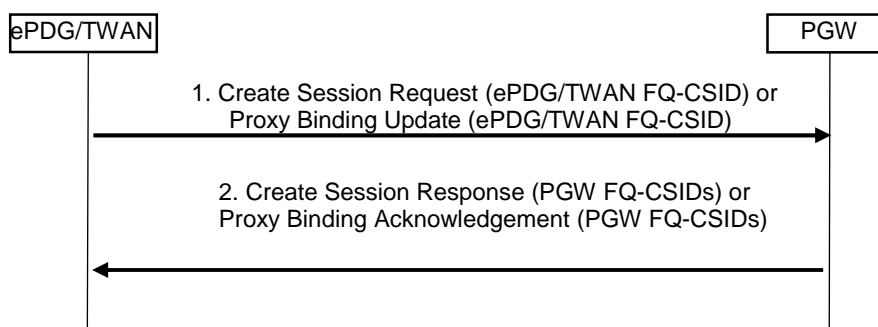 ePDG/TWAN
PGW
1. Create Session Request (ePDG/TWAN FQ-CSID) or
Proxy Binding Update (ePDG/TWAN FQ-CSID)
2. Create Session Response (PGW FQ-CSIDs) or
Proxy Binding Acknowledgement (PGW FQ-CSIDs)